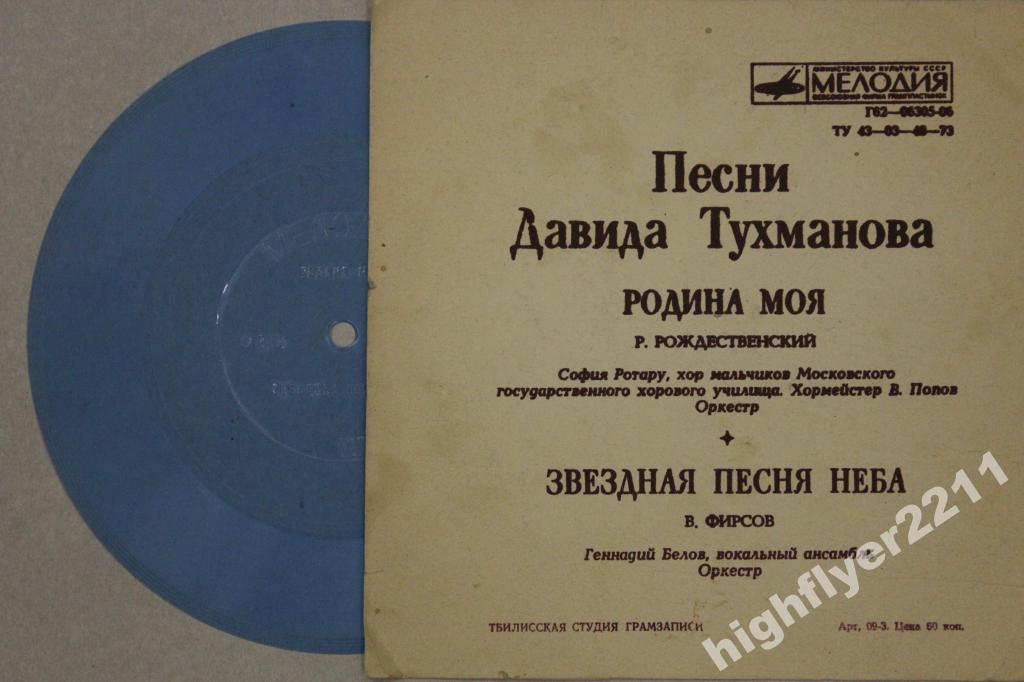 МИНИСТЕРСТВО КУЛЬТУРЫ СССР
МЕЛОДИЯ
ВСЕСОЮЗНАЯ ФИРМА ГРАМПЛАСТИНОК
Г62—06305-06
ТУ 43—03—48—73
Песни
Давида Тухманова
РОДИНА МОЯ
Р. РОЖДЕСТВЕНСКИЙ
София Ротару, хор мальчиков Московского
государственного хорового училища. Хормейстер В. Попов
Оркестр
ЗВЕЗДНАЯ ПЕСНЯ НЕБА
В. ФИРСОВ
Геннадий Белов, вокальный ансамбль,
Оркестр
ТБИЛИССКАЯ СТУДИЯ ГРАМЗАПИСИ
Арт. 09-3. Цена 50 коп.
highflyer2211